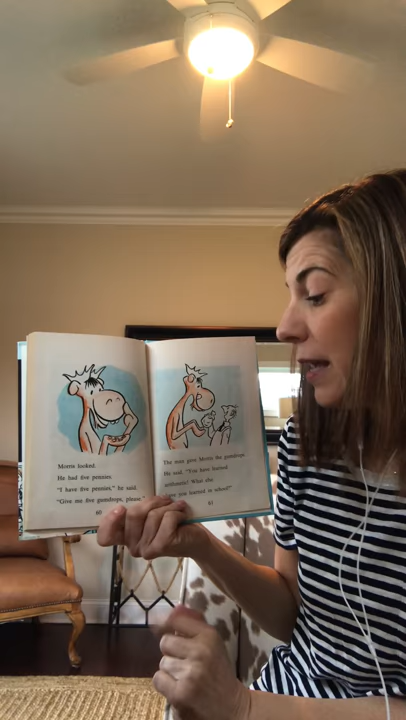 Morris looked.
He had five pennies.
"I have five pennies," he said.
"Give me five gumdrops, please."
60
The man gave Morris the gumdrops.
He said, "You have learned
arithmetic! What else
you learned in school?"
61